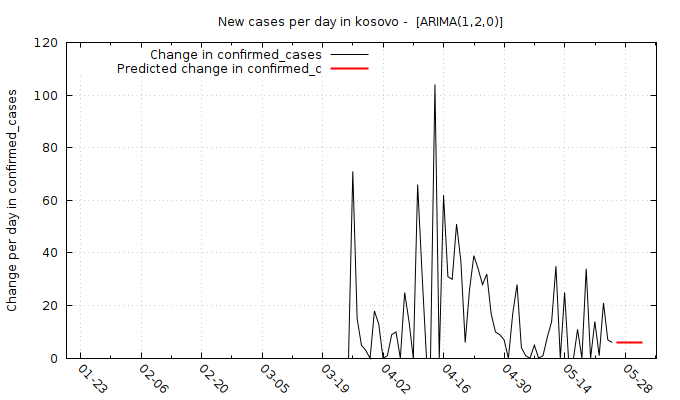 New cases per day in kosovo -  [ARIMA(1,2,0)]
Change in confirmed_cases
Predicted change in confirmed_c
Change per day in confirmed_cases
120
100
80
60
40
20
0
01-23 02-06 02-20 03-05 03-19 04-02 04-16 04-30 05-14 05-28